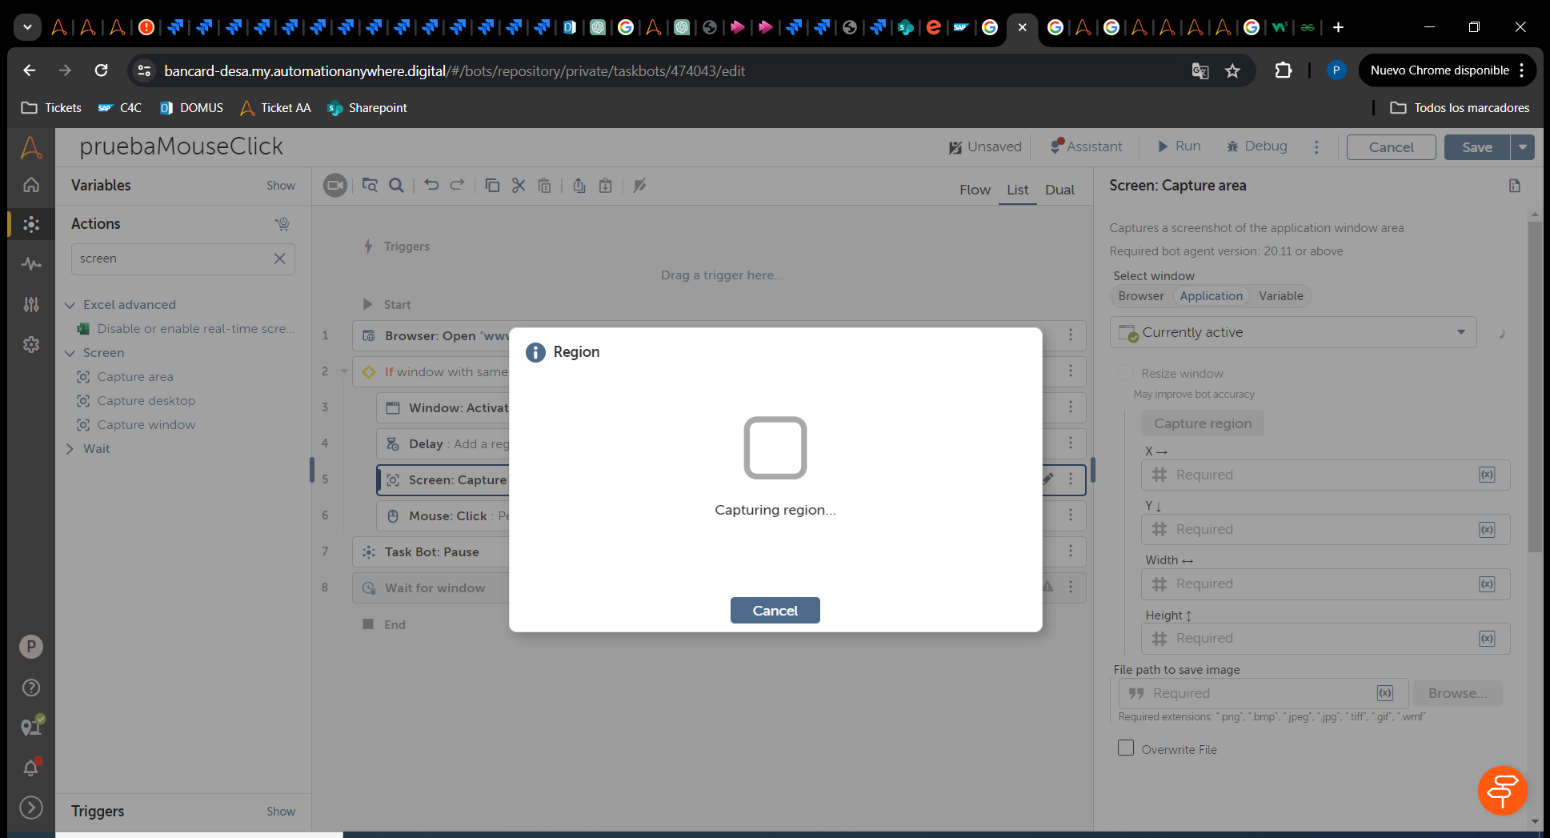 bancard-desa.my.automationanywhere.digital/#/bots/repository/private/taskbots/474043/edit
P
Nuevo Chrome disponible
Tickets
C4C
DOMUS
Ticket AA
Sharepoint
Todos los marcadores
pruebaMouseClick
Unsaved
Assistant
Run
Debug
Cancel
Save
Variables
Show
Flow
List
Dual
Screen: Capture area
Actions
screen
Captures a screenshot of the application window area
Required bot agent version: 20.11 or above
Triggers
Drag a trigger here...
Select window
Browser
Application
Variable
Excel advanced
Disable or enable real-time scre...
Screen
Capture area
Capture desktop
Capture window
Wait
Start
1
Browser: Open "www
2
If window with same
3
Window: Activat
4
Delay : Add a reg
5
Screen: Capture
6
Mouse: Click : Pe
7
Task Bot: Pause
8
Wait for window
End
Region
Capturing region...
Cancel
Currently active
Resize window
May improve bot accuracy
Capture region
X →
Required
(x)
Y ↓
Required
(x)
Width ↔
Required
(x)
Height ↕
Required
(x)
File path to save image
Required
(x)
Browse...
Required extensions: ".png", ".bmp", ".jpeg", ".jpg", ".tiff", ".gif", ".wmf"
Overwrite File
P
Triggers
Show